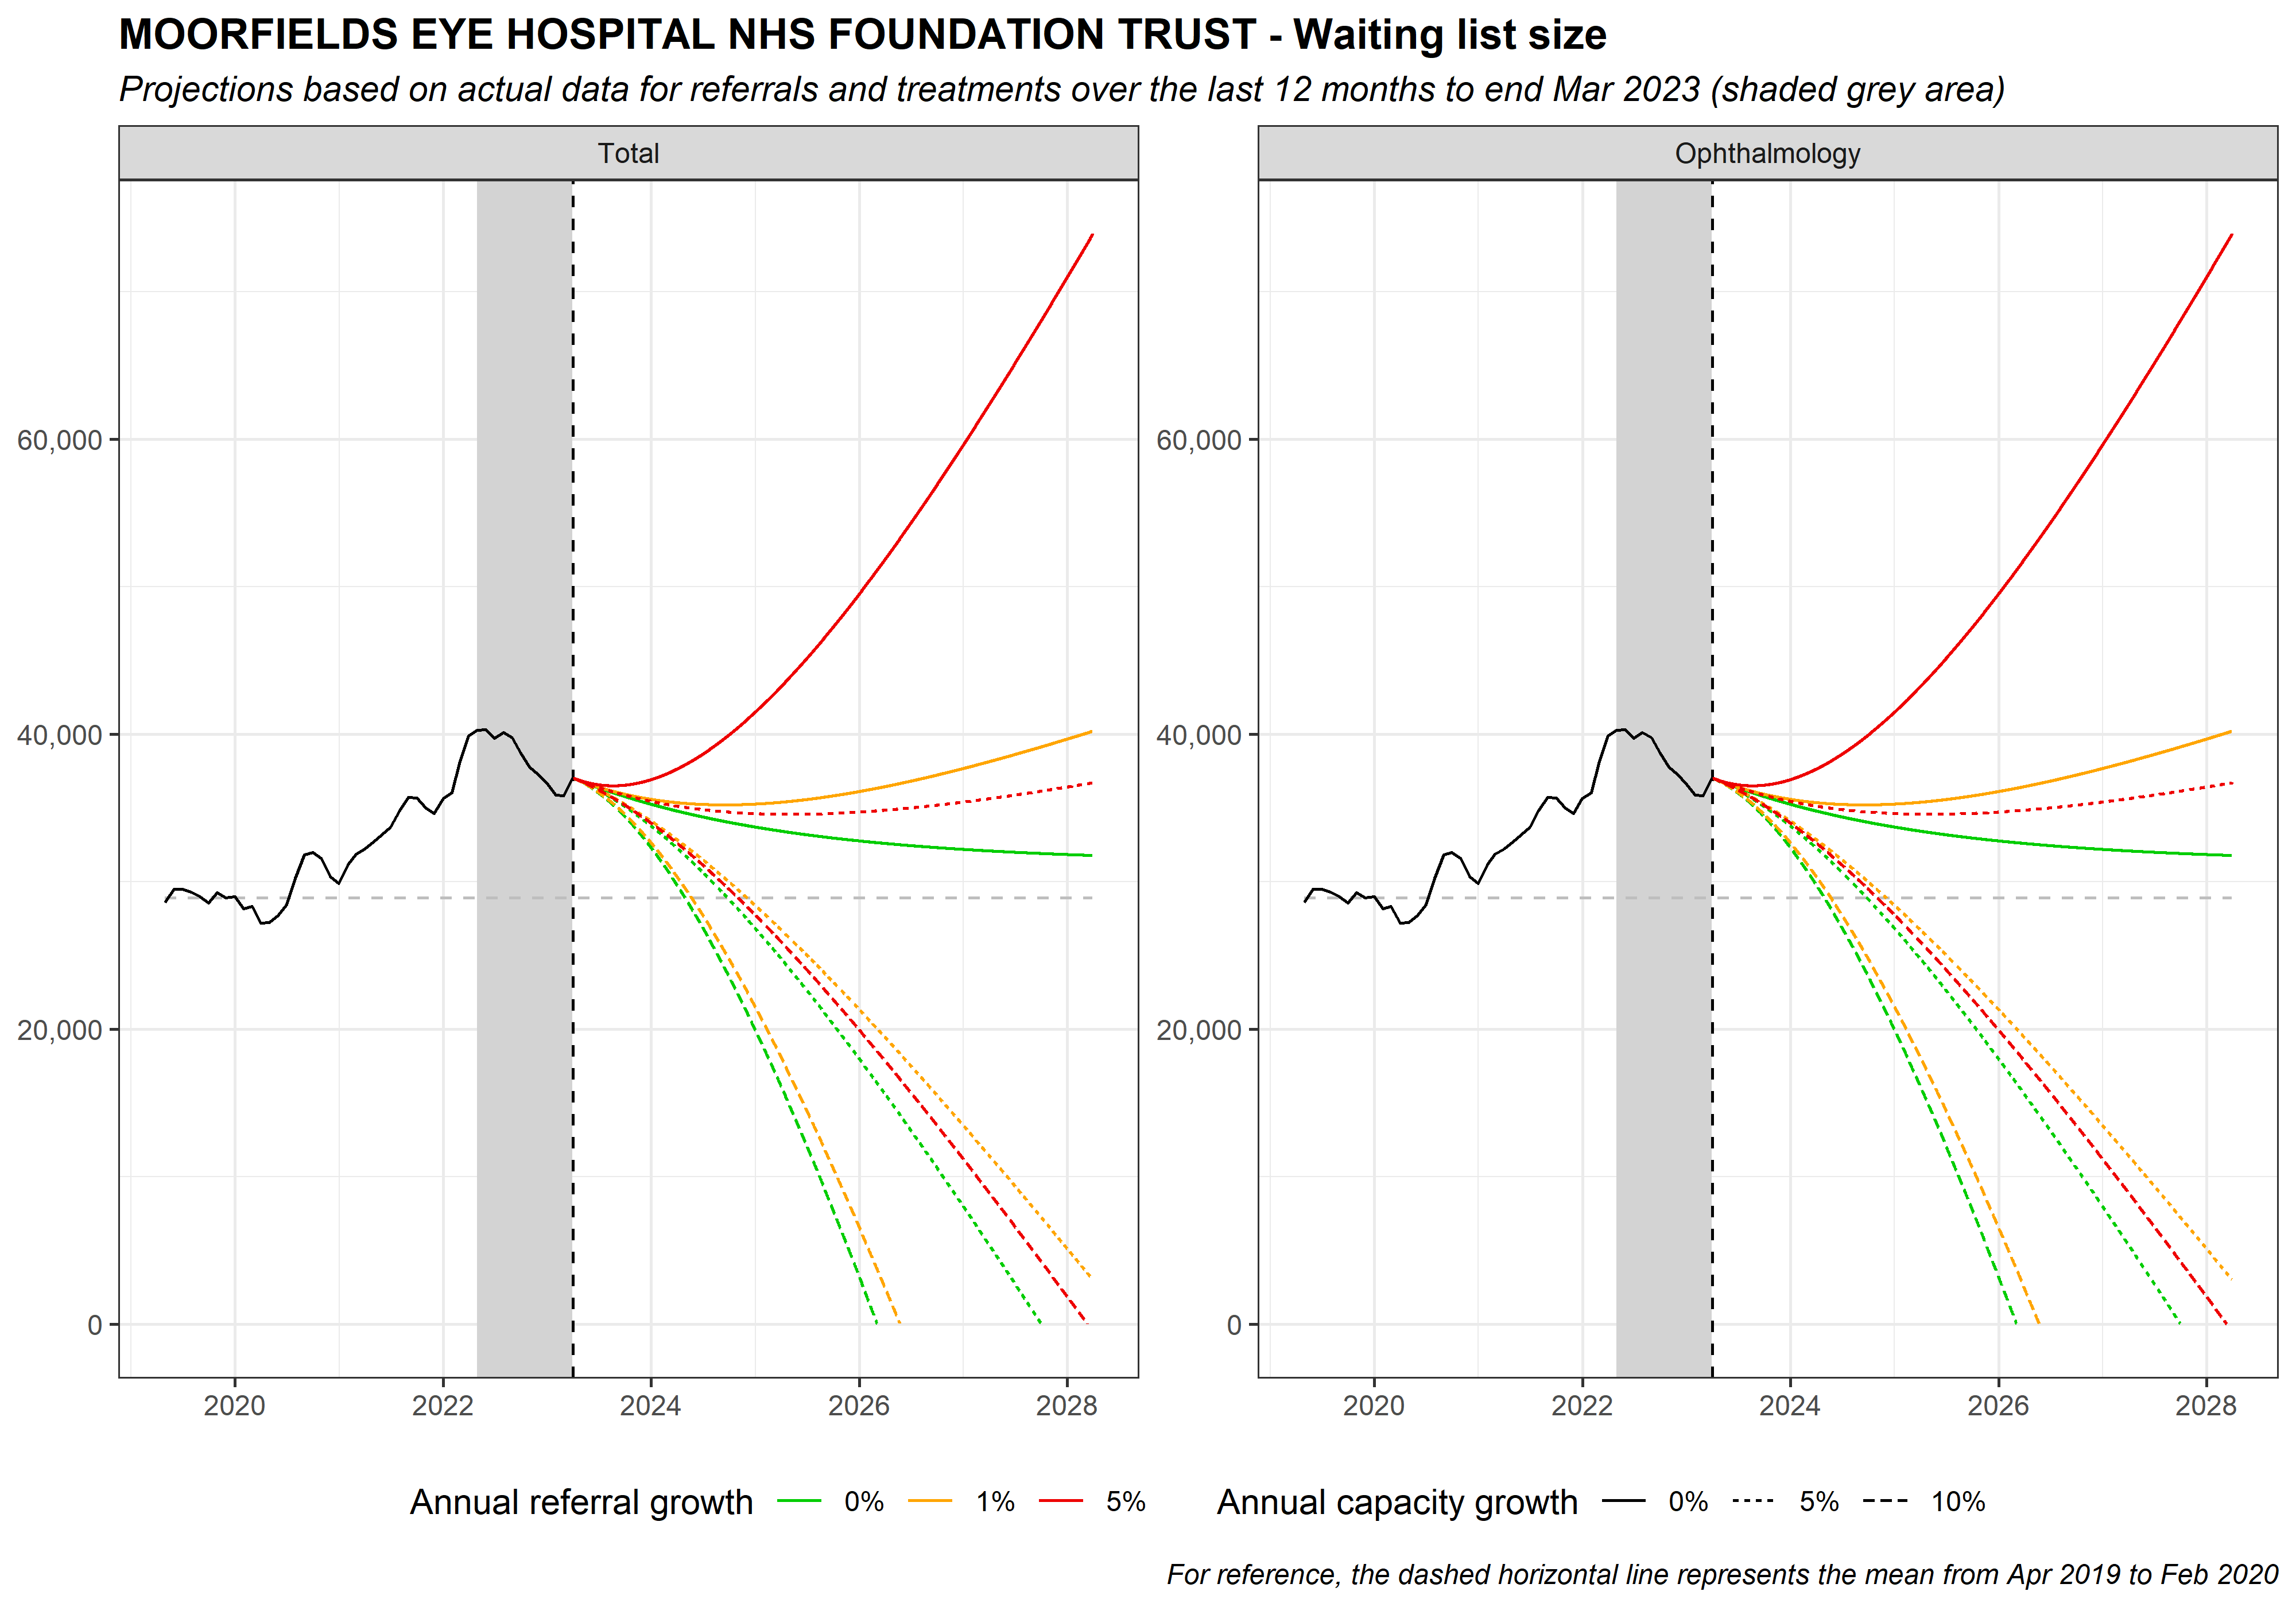 MOORFIELDS EYE HOSPITAL NHS FOUNDATION TRUST - Waiting list size
Projections based on actual data for referrals and treatments over the last 12 months to end Mar 2023 (shaded grey area)
Total
Ophthalmology
60,000
40,000
20,000
0
60,000
40,000
20,000
0
2020 2022 2024 2026 2028
2020 2022 2024 2026 2028
Annual referral growth 0% 1% 5%
Annual capacity growth 0% 5% 10%
For reference, the dashed horizontal line represents the mean from Apr 2019 to Feb 2020